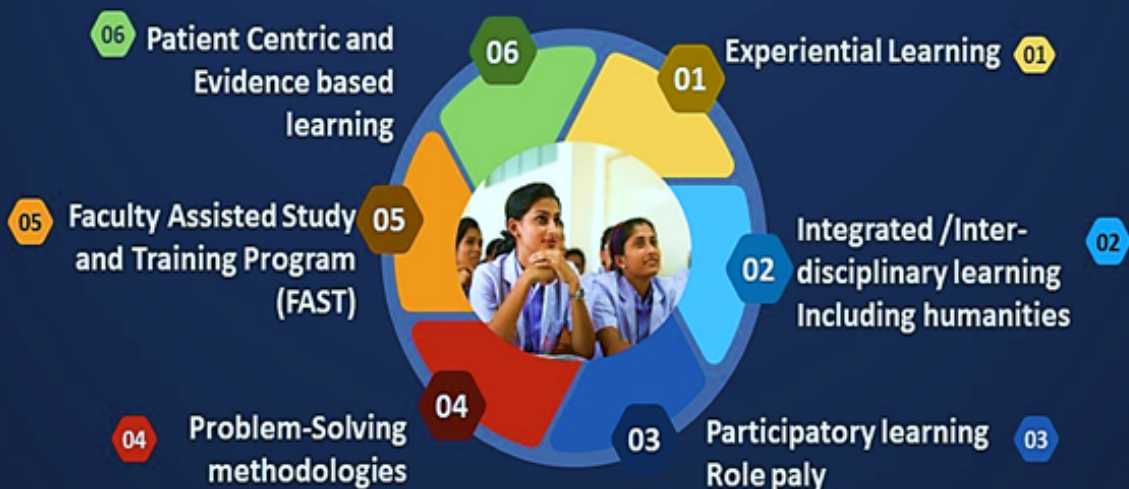 06
Patient Centric and
Evidence based
learning
06
01
Experiential Learning
01
05
Faculty Assisted Study
and Training Program
(FAST)
05
02
Integrated /Inter-
disciplinary learning
Including humanities
02
04
Problem-Solving
methodologies
04
03
Participatory learning
Role paly
03